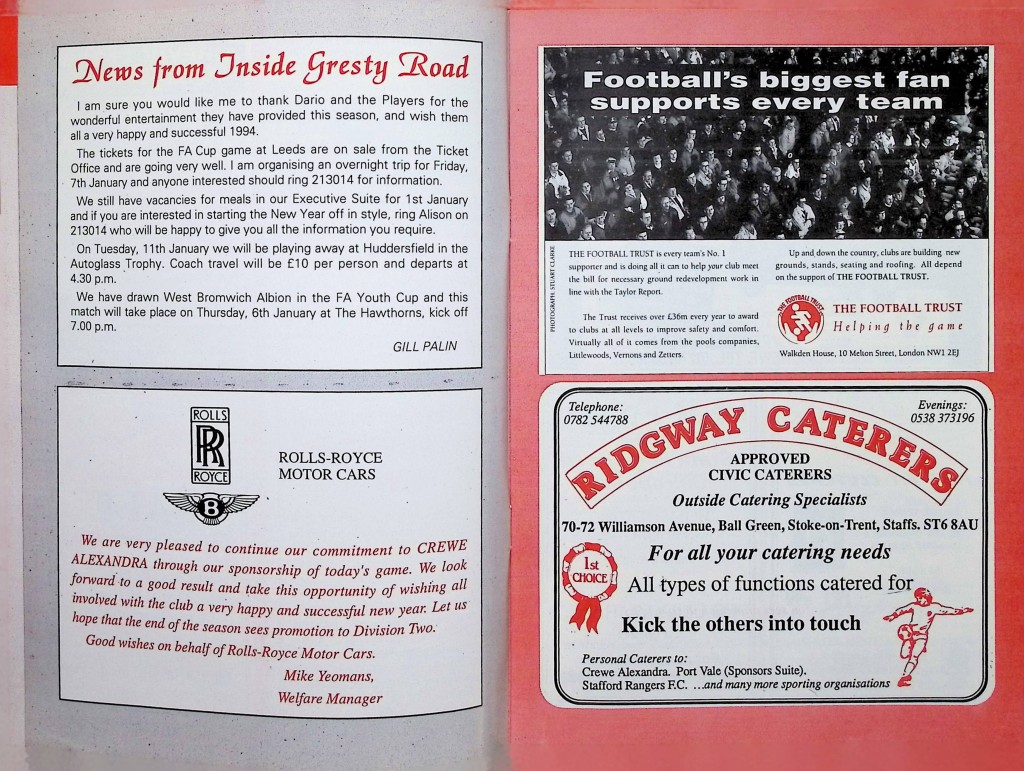 News from Inside Gresty Road
I am sure you would like me to thank Dario and the Players for the
wonderful entertainment they have provided this season, and wish them
all a very happy and successful 1994.
The tickets for the FA Cup game at Leeds are on sale from the Ticket
Office and are going very well. I am organising an overnight trip for Friday,
7th January and anyone interested should ring 213014 for information.
We still have vacancies for meals in our Executive Suite for 1st January
and if you are interested in starting the New Year off in style, ring Alison on
213014 who will be happy to give you all the information you require.
On Tuesday, 11th January we will be playing away at Huddersfield in the
Autoglass Trophy. Coach travel will be £10 per person and departs at
4.30 p.m.
We have drawn West Bromwich Albion in the FA Youth Cup and this
match will take place on Thursday, 6th January at The Hawthorns, kick off
7.00 p.m.
GILL PALIN
ROLLS
RR
ROYCE
B
ROLLS-ROYCE
MOTOR CARS
We are very pleased to continue our commitment to CREWE
ALEXANDRA through our sponsorship of today's game. We look
forward to a good result and take this opportunity of wishing all
involved with the club a very happy and successful new year. Let us
hope that the end of the season sees promotion to Division Two.
Good wishes on behalf of Rolls-Royce Motor Cars.
Mike Yeomans,
Welfare Manager
Football's biggest fan
supports every team
PHOTOGRAPH: STUART CLARKE
THE FOOTBALL TRUST is every team's No. 1
supporter and is doing all it can to help your club meet
the bill for necessary ground redevelopment work in
line with the Taylor Report.
The Trust receives over £36m every year to award
to clubs at all levels to improve safety and comfort.
Virtually all of it comes from the pools companies,
Littlewoods, Vernons and Zetters.
Up and down the country, clubs are building new
grounds, stands, seating and roofing. All depend
on the support of THE FOOTBALL TRUST.
THE FOOTBALL TRUST
THE FOOTBALL TRUST
Helping the game
Walkden House, 10 Melton Street, London NW1 2EJ
Telephone:
0782 544788
Evenings:
0538 373196
RIDGWAY CATERERS
APPROVED
CIVIC CATERERS
Outside Catering Specialists
70-72 Williamson Avenue, Ball Green, Stoke-on-Trent, Staffs. ST6 8AU
For all your catering needs
1st
CHOICE
All types of functions catered for
Kick the others into touch
Personal Caterers to:
Crewe Alexandra. Port Vale (Sponsors Suite).
Stafford Rangers F.C. ...and many more sporting organisations